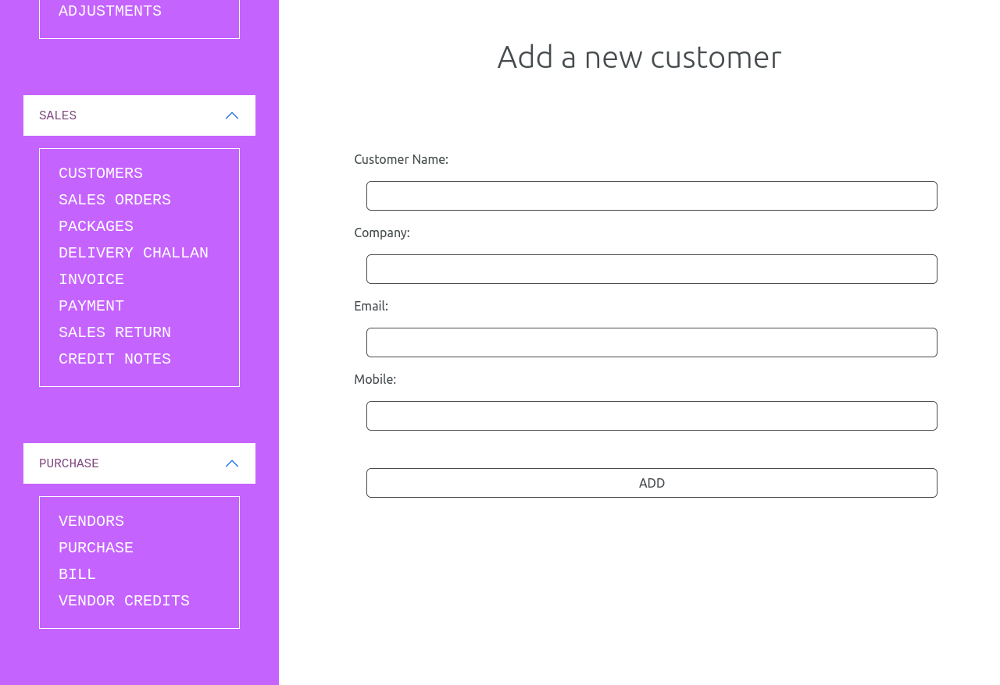 ADJUSTMENTS
SALES
CUSTOMERS
SALES ORDERS
PACKAGES
DELIVERY CHALLAN
INVOICE
PAYMENT
SALES RETURN
CREDIT NOTES
PURCHASE
VENDORS
PURCHASE
BILL
VENDOR CREDITS
Add a new customer
Customer Name:
Company:
Email:
Mobile:
ADD